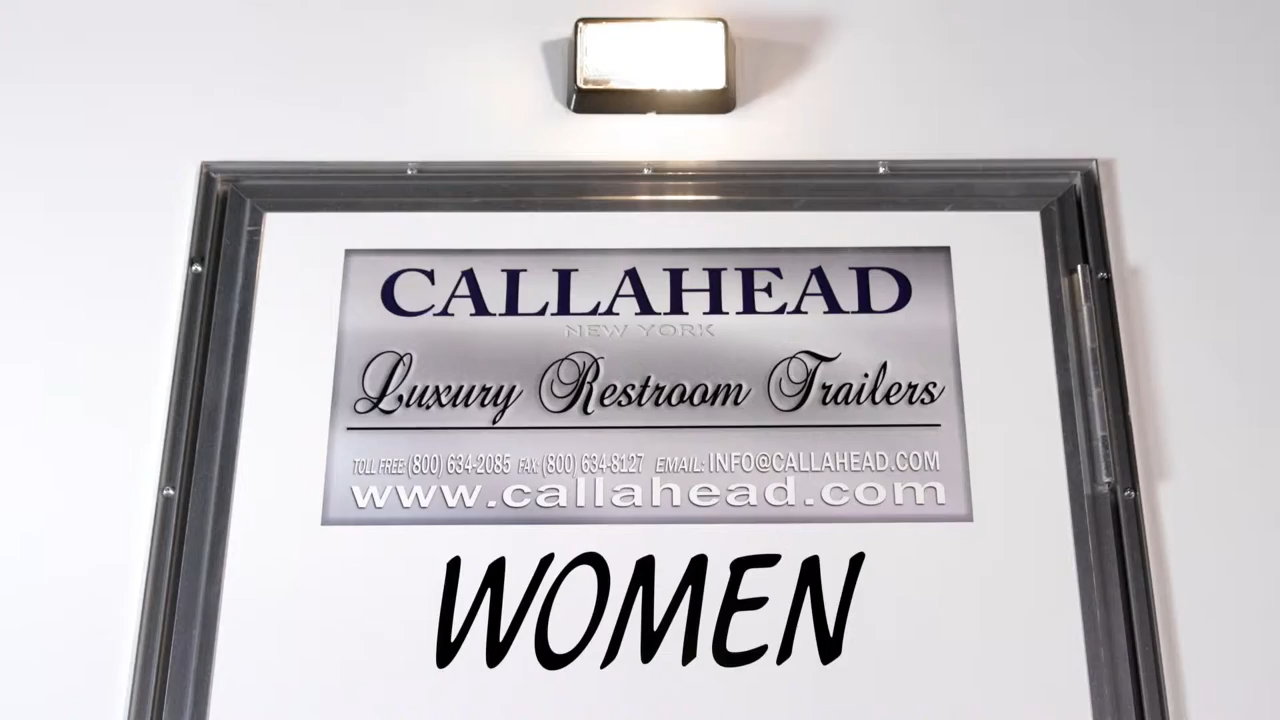 CALLAHEAD
NEW YORK
Luxury Restroom Trailers
TOLL FREE (800) 634-2085 FAX: (800) 634-8127 EMAIL: INFO@CALLAHEAD.COM
www.callahead.com
WOMEN